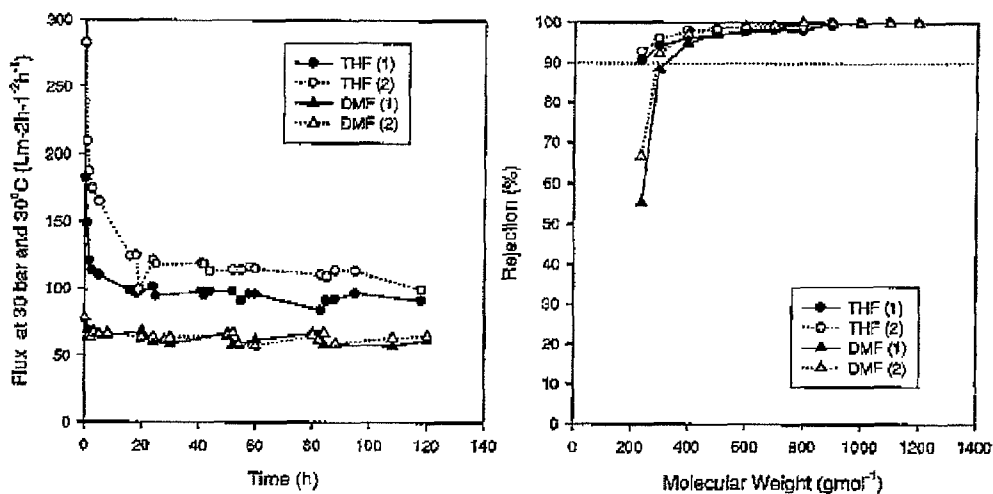 300
250
200
150
100
50
0
Flux at 30 bar and 30⁰C (Lm-2h-1⁻²h⁻¹)
THF (1)
THF (2)
DMF (1)
DMF (2)
0 20 40 60 80 100 120 140
Time (h)
100
90
80
70
60
50
40
30
20
10
0
Rejection (%)
THF (1)
THF (2)
DMF (1)
DMF (2)
0 200 400 600 800 1000 1200 1400
Molecular Weight (gmol⁻¹)